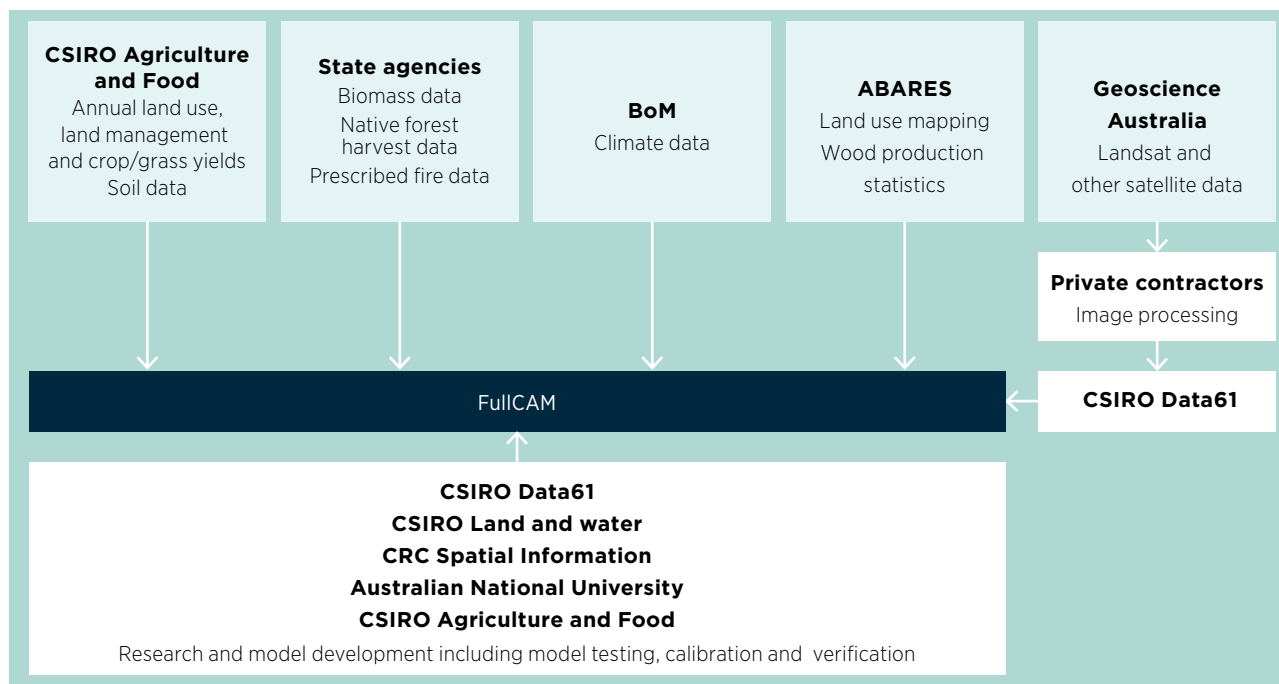 CSIRO Agriculture
and Food
Annual land use,
land management
and crop/grass yields
Soil data
State agencies
Biomass data
Native forest
harvest data
Prescribed fire data
BoM
Climate data
ABARES
Land use mapping
Wood production
statistics
Geoscience
Australia
Landsat and
other satellite data
Private contractors
Image processing
FullCAM
CSIRO Data61
CSIRO Data61
CSIRO Land and water
CRC Spatial Information
Australian National University
CSIRO Agriculture and Food
Research and model development including model testing, calibration and verification